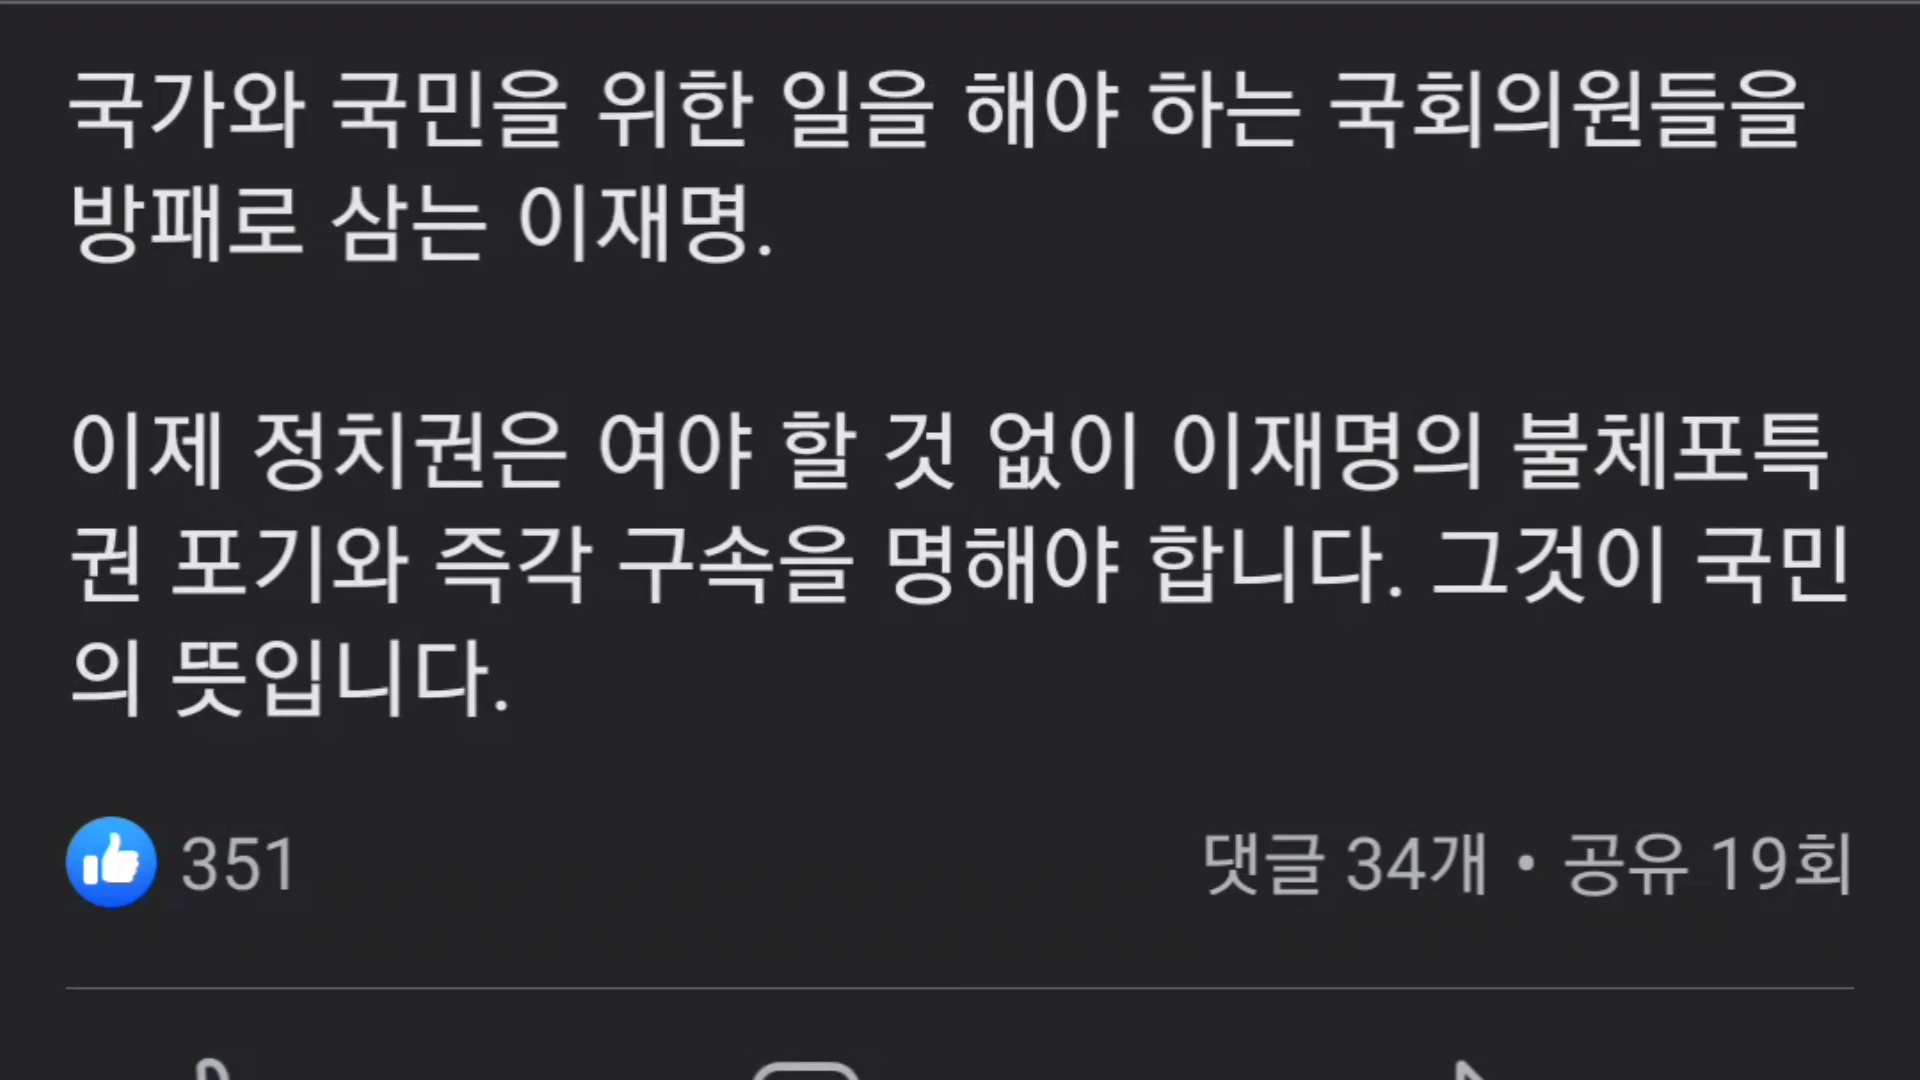 국가와 국민을 위한 일을 해야 하는 국회의원들을
방패로 삼는 이재명.
이제 정치권은 여야 할 것 없이 이재명의 불체포특
권 포기와 즉각 구속을 명해야 합니다. 그것이 국민
의 뜻입니다.
351
댓글 34개 • 공유 19회